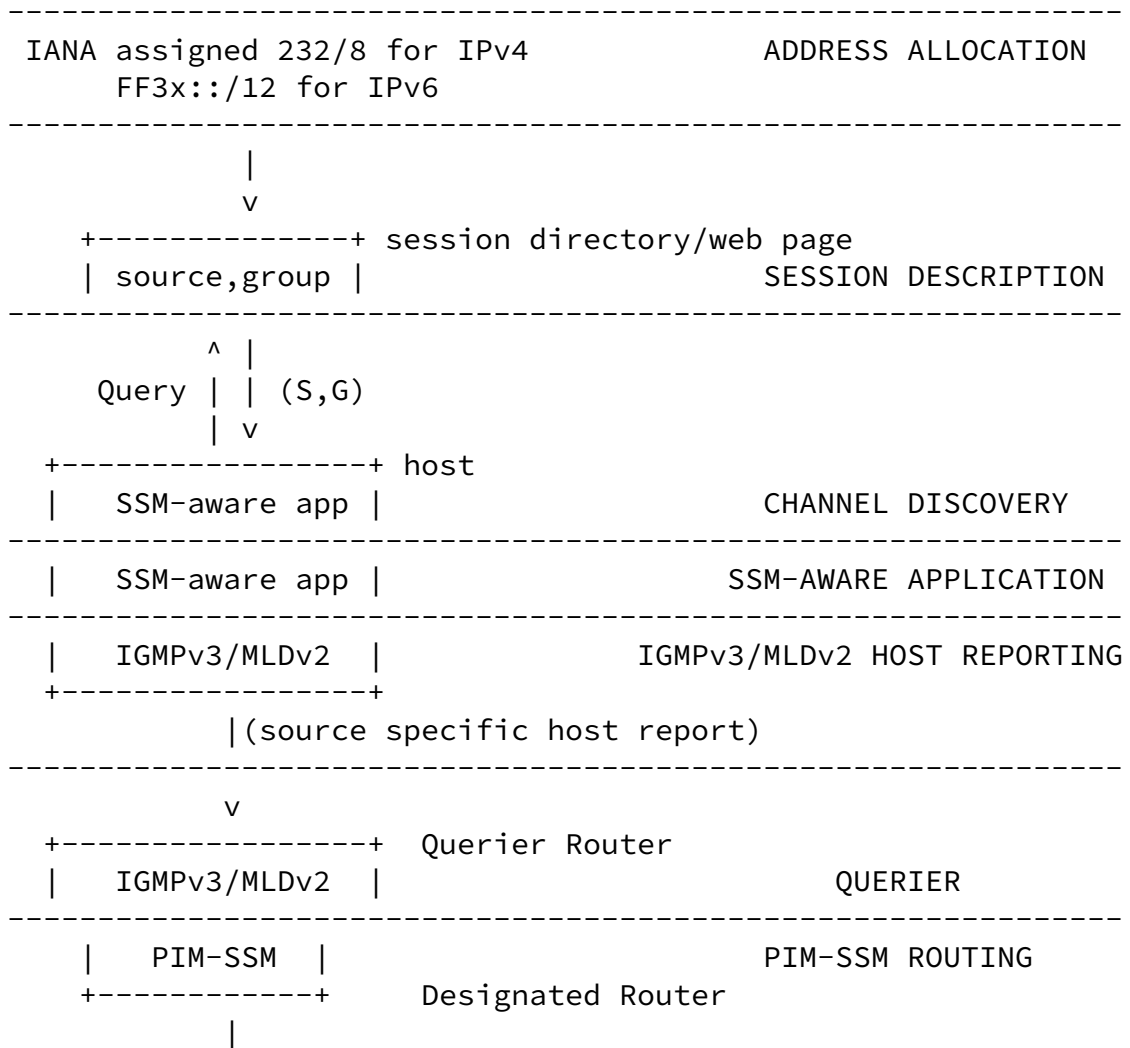 --------------------------------------------------------------
 IANA assigned 232/8 for IPv4             ADDRESS ALLOCATION
      FF3x::/12 for IPv6
--------------------------------------------------------------
             |
             v
    +--------------+ session directory/web page
    | source,group |                      SESSION DESCRIPTION
--------------------------------------------------------------
           ^ |
     Query | | (S,G)
           | v
  +-----------------+ host
  |   SSM-aware app |                     CHANNEL DISCOVERY
--------------------------------------------------------------
  |   SSM-aware app |                   SSM-AWARE APPLICATION
--------------------------------------------------------------
  |   IGMPv3/MLDv2  |              IGMPv3/MLDv2 HOST REPORTING
  +-----------------+
            |(source specific host report)
--------------------------------------------------------------
            v
  +-----------------+  Querier Router
  |   IGMPv3/MLDv2  |                         QUERIER
--------------------------------------------------------------
    |   PIM-SSM  |                        PIM-SSM ROUTING
    +------------+     Designated Router
            |